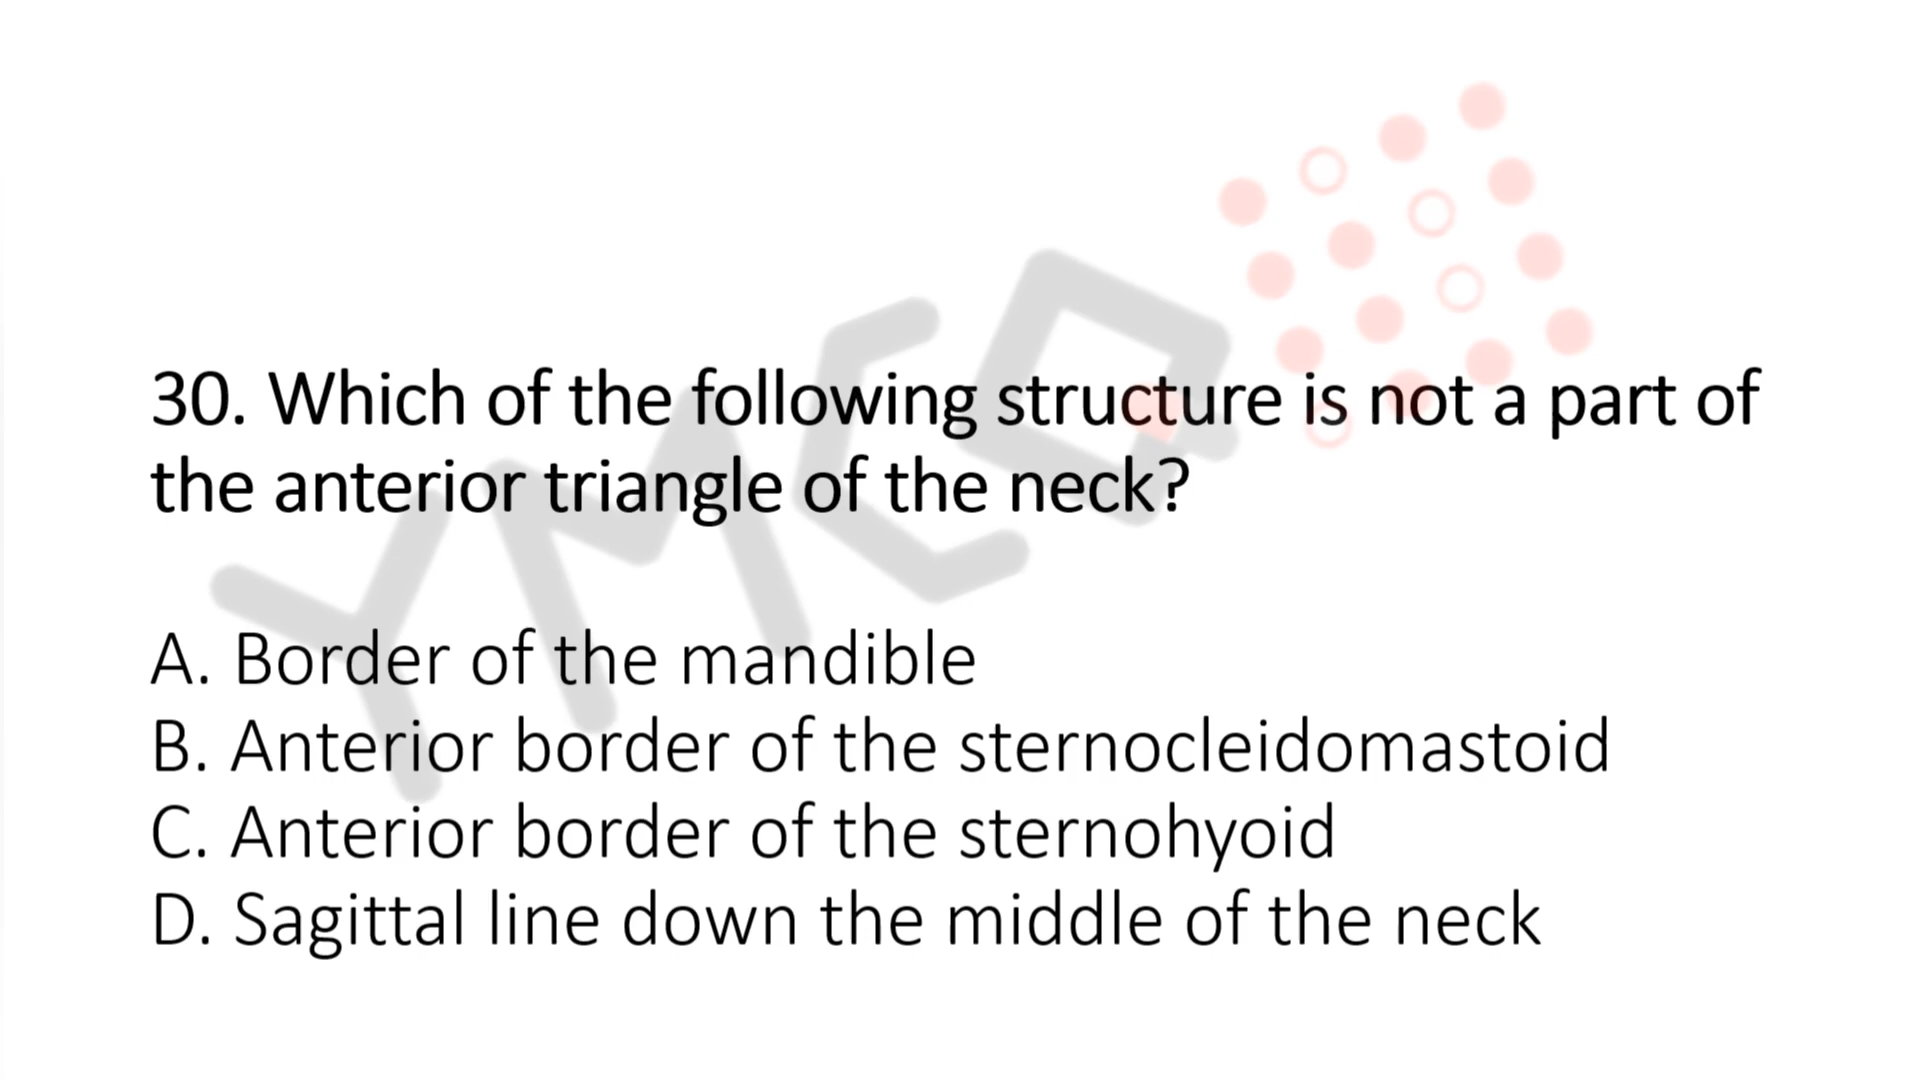 30. Which of the following structure is not a part of
the anterior triangle of the neck?
A. Border of the mandible
B. Anterior border of the sternocleidomastoid
C. Anterior border of the sternohyoid
D. Sagittal line down the middle of the neck
YMCQ